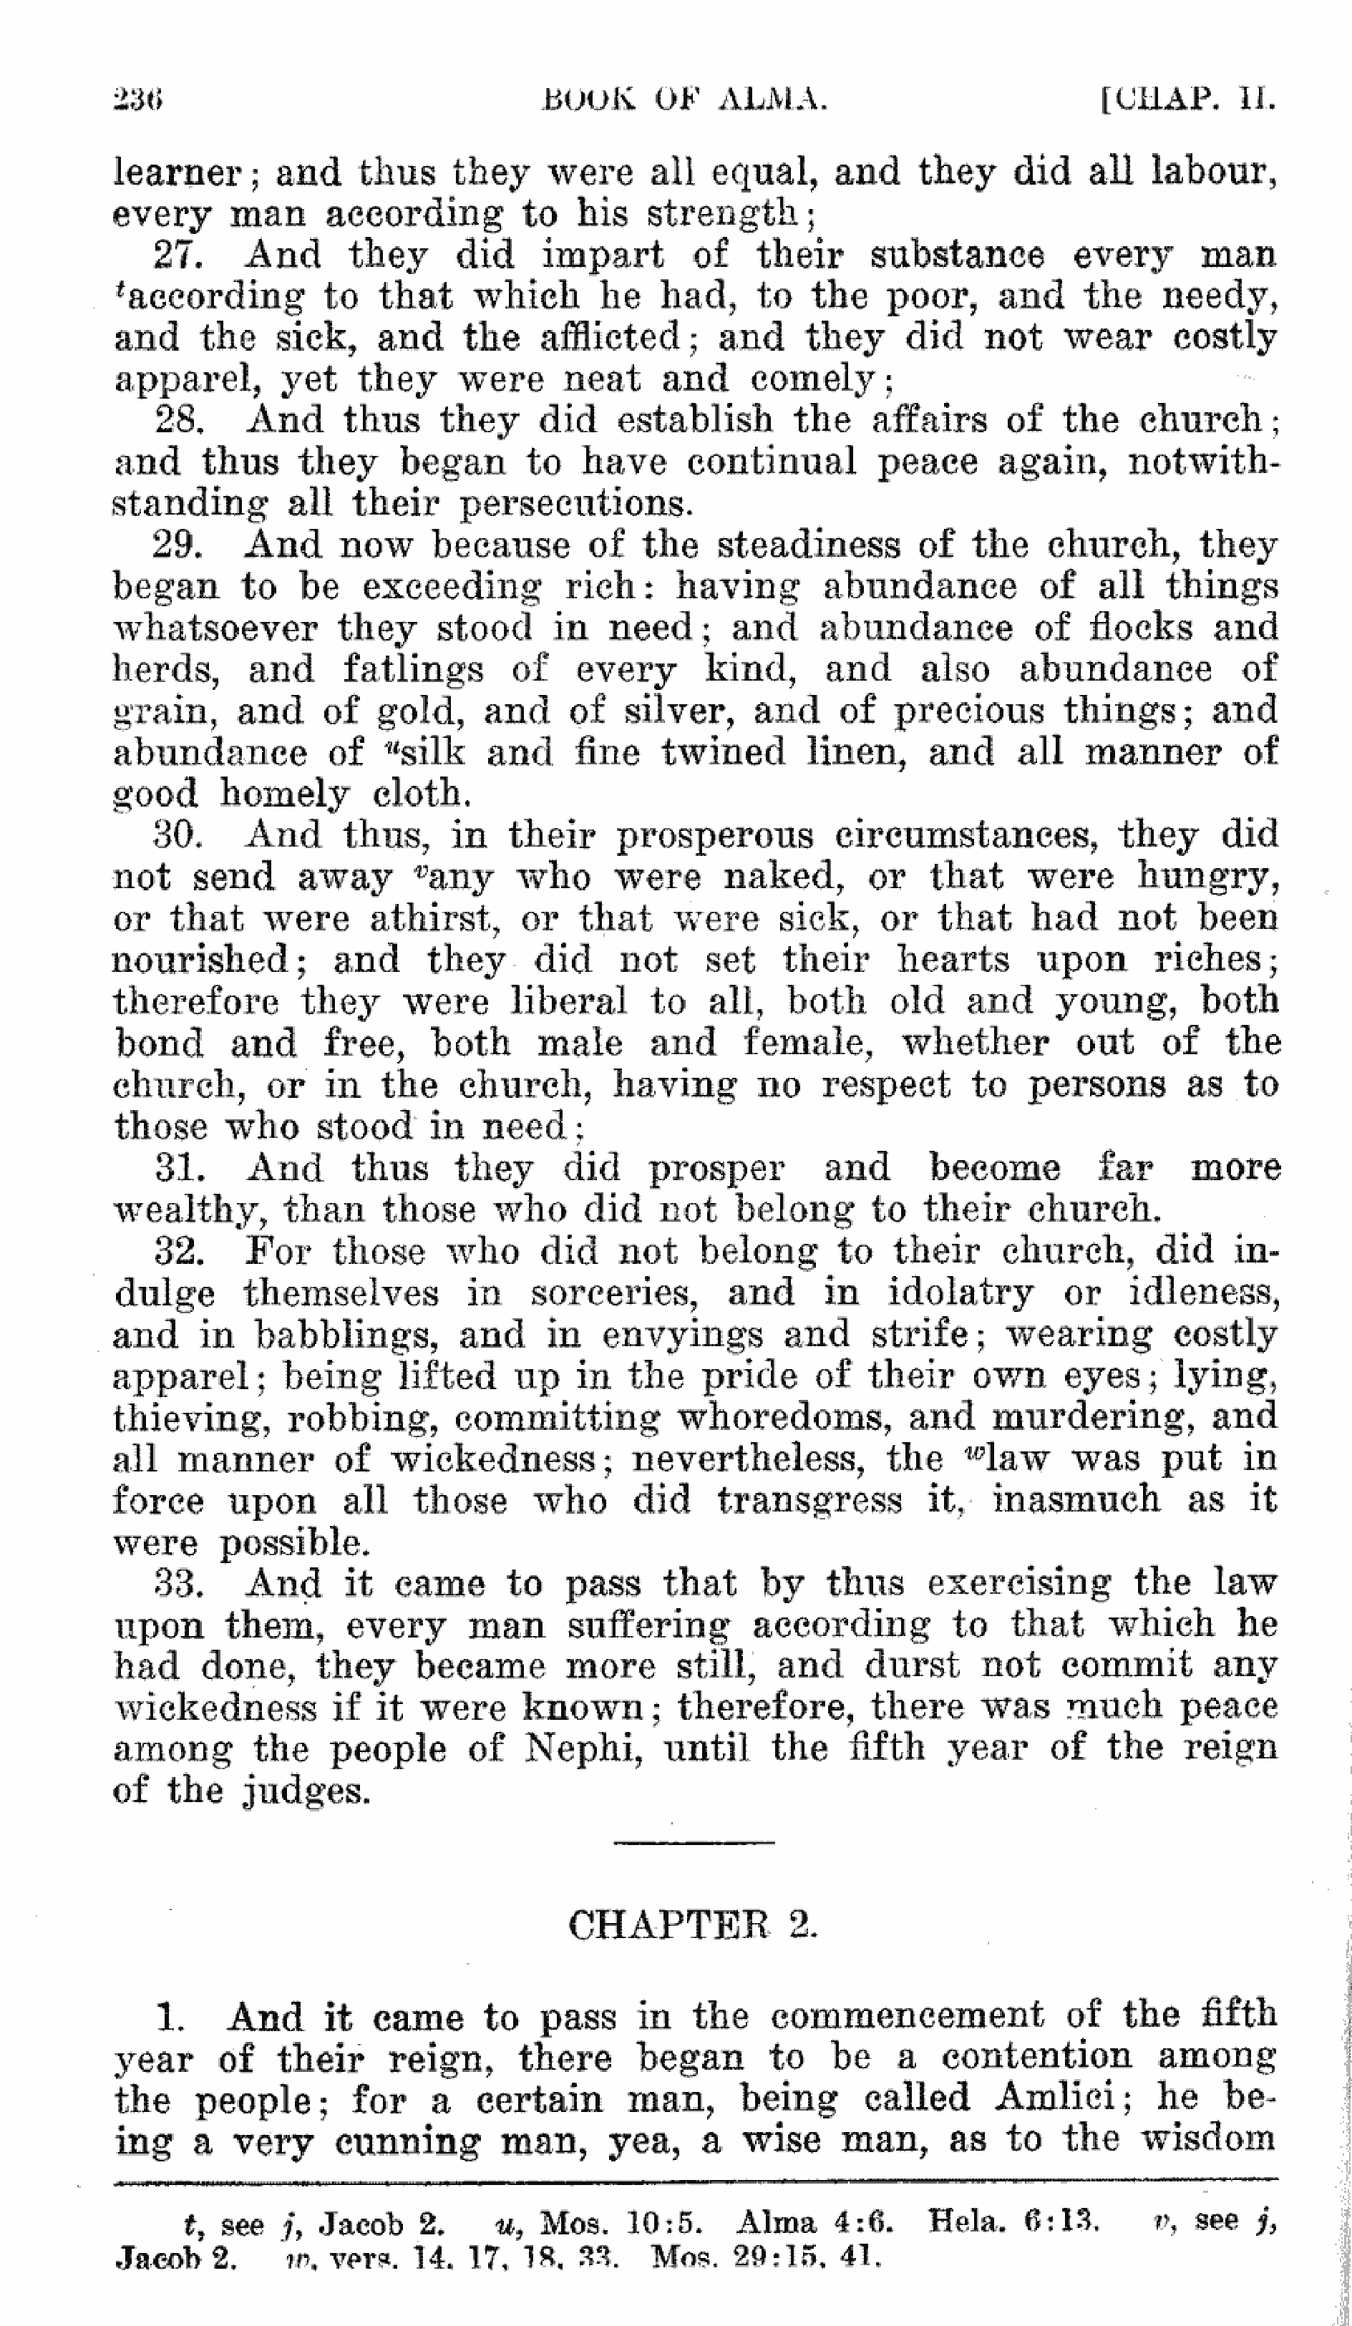 236 BOOK OF ALMA. [CHAP. II.
learner; and thus they were all equal, and they did all labour,
every man according to his strength;
27. And they did impart of their substance every man
ᵗaccording to that which he had, to the poor, and the needy,
and the sick, and the afflicted; and they did not wear costly
apparel, yet they were neat and comely;
28. And thus they did establish the affairs of the church;
and thus they began to have continual peace again, notwith-
standing all their persecutions.
29. And now because of the steadiness of the church, they
began to be exceeding rich: having abundance of all things
whatsoever they stood in need; and abundance of flocks and
herds, and fatlings of every kind, and also abundance of
grain, and of gold, and of silver, and of precious things; and
abundance of ᵘsilk and fine twined linen, and all manner of
good homely cloth.
30. And thus, in their prosperous circumstances, they did
not send away ᵛany who were naked, or that were hungry,
or that were athirst, or that were sick, or that had not been
nourished; and they did not set their hearts upon riches;
therefore they were liberal to all, both old and young, both
bond and free, both male and female, whether out of the
church, or in the church, having no respect to persons as to
those who stood in need;
31. And thus they did prosper and become far more
wealthy, than those who did not belong to their church.
32. For those who did not belong to their church, did in-
dulge themselves in sorceries, and in idolatry or idleness,
and in babblings, and in envyings and strife; wearing costly
apparel; being lifted up in the pride of their own eyes; lying,
thieving, robbing, committing whoredoms, and murdering, and
all manner of wickedness; nevertheless, the ʷlaw was put in
force upon all those who did transgress it, inasmuch as it
were possible.
33. And it came to pass that by thus exercising the law
upon them, every man suffering according to that which he
had done, they became more still, and durst not commit any
wickedness if it were known; therefore, there was much peace
among the people of Nephi, until the fifth year of the reign
of the judges.
CHAPTER 2.
1. And it came to pass in the commencement of the fifth
year of their reign, there began to be a contention among
the people; for a certain man, being called Amlici; he be-
ing a very cunning man, yea, a wise man, as to the wisdom
t, see j, Jacob 2. u, Mos. 10:5. Alma 4:6. Hela. 6:13. v, see j,
Jacob 2. w, vers. 14, 17, 18, 33. Mos. 29:15, 41.